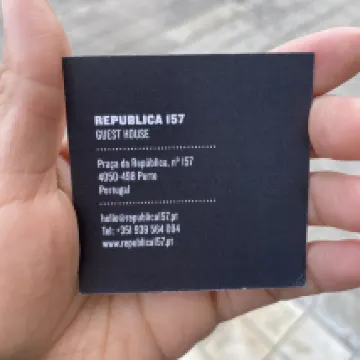 REPUBLICA 157
GUEST HOUSE
Praça da República, nº 157
4050-498 Porto
Portugal
hello@republica157.pt
Tel: +351 939 564 084
www.republica157.pt